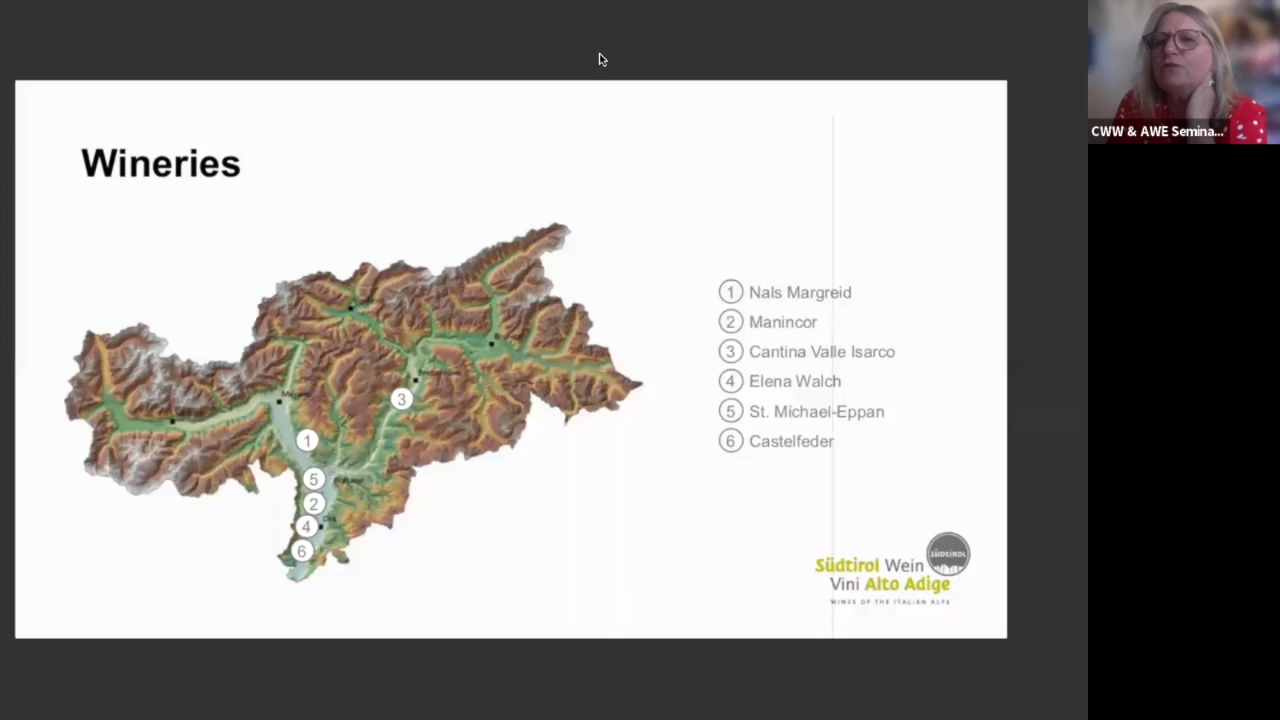 Wineries
1 Nals Margreid
2 Manincor
3 Cantina Valle Isarco
4 Elena Walch
5 St. Michael-Eppan
6 Castelfeder
3
1
5
2
4
6
SÜDTIROL
Südtirol Wein
Vini Alto Adige
WINES OF THE ITALIAN ALPS
CWW & AWE Semina...